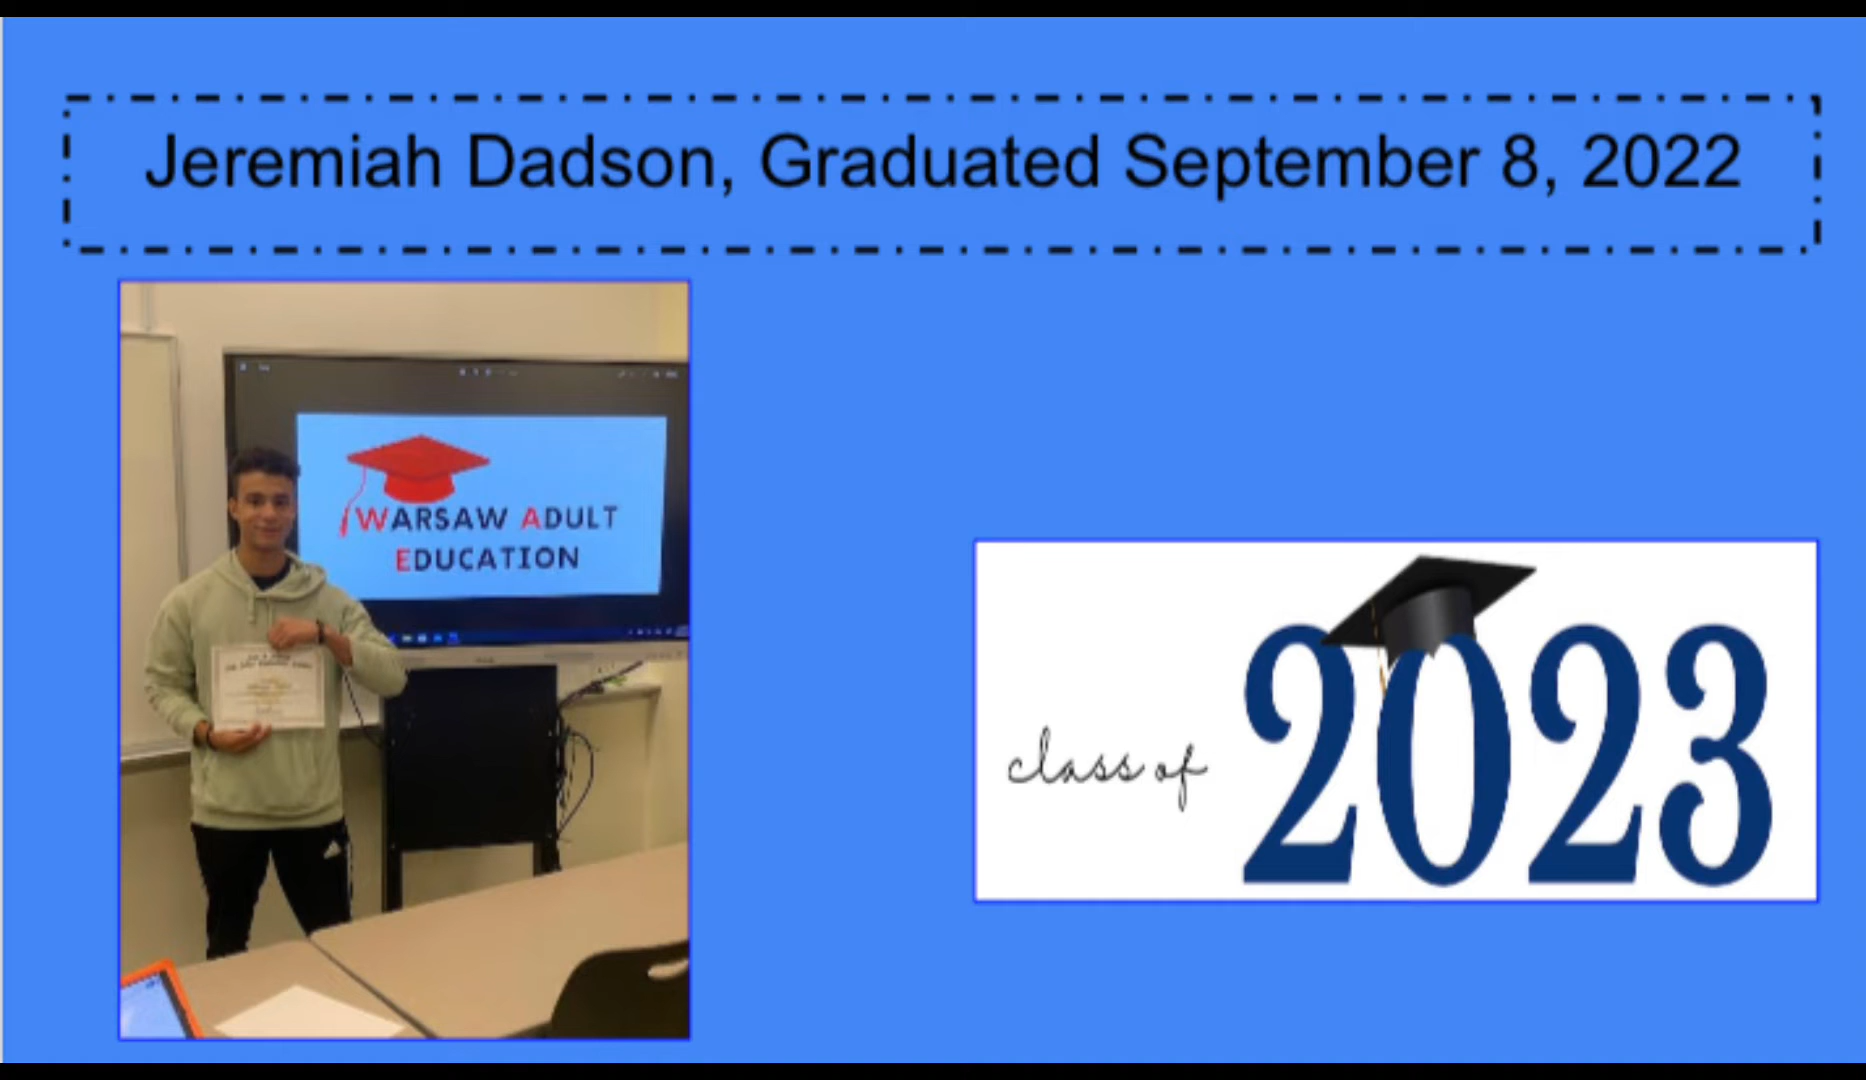 Jeremiah Dadson, Graduated September 8, 2022
WARSAW ADULT
EDUCATION
class of 2023